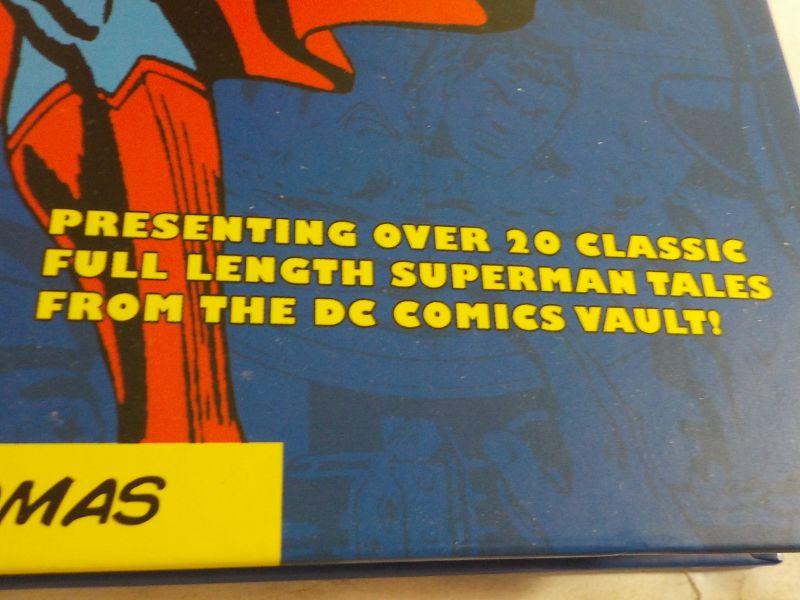 PRESENTING OVER 20 CLASSIC
FULL LENGTH SUPERMAN TALES
FROM THE DC COMICS VAULT!
OMAS